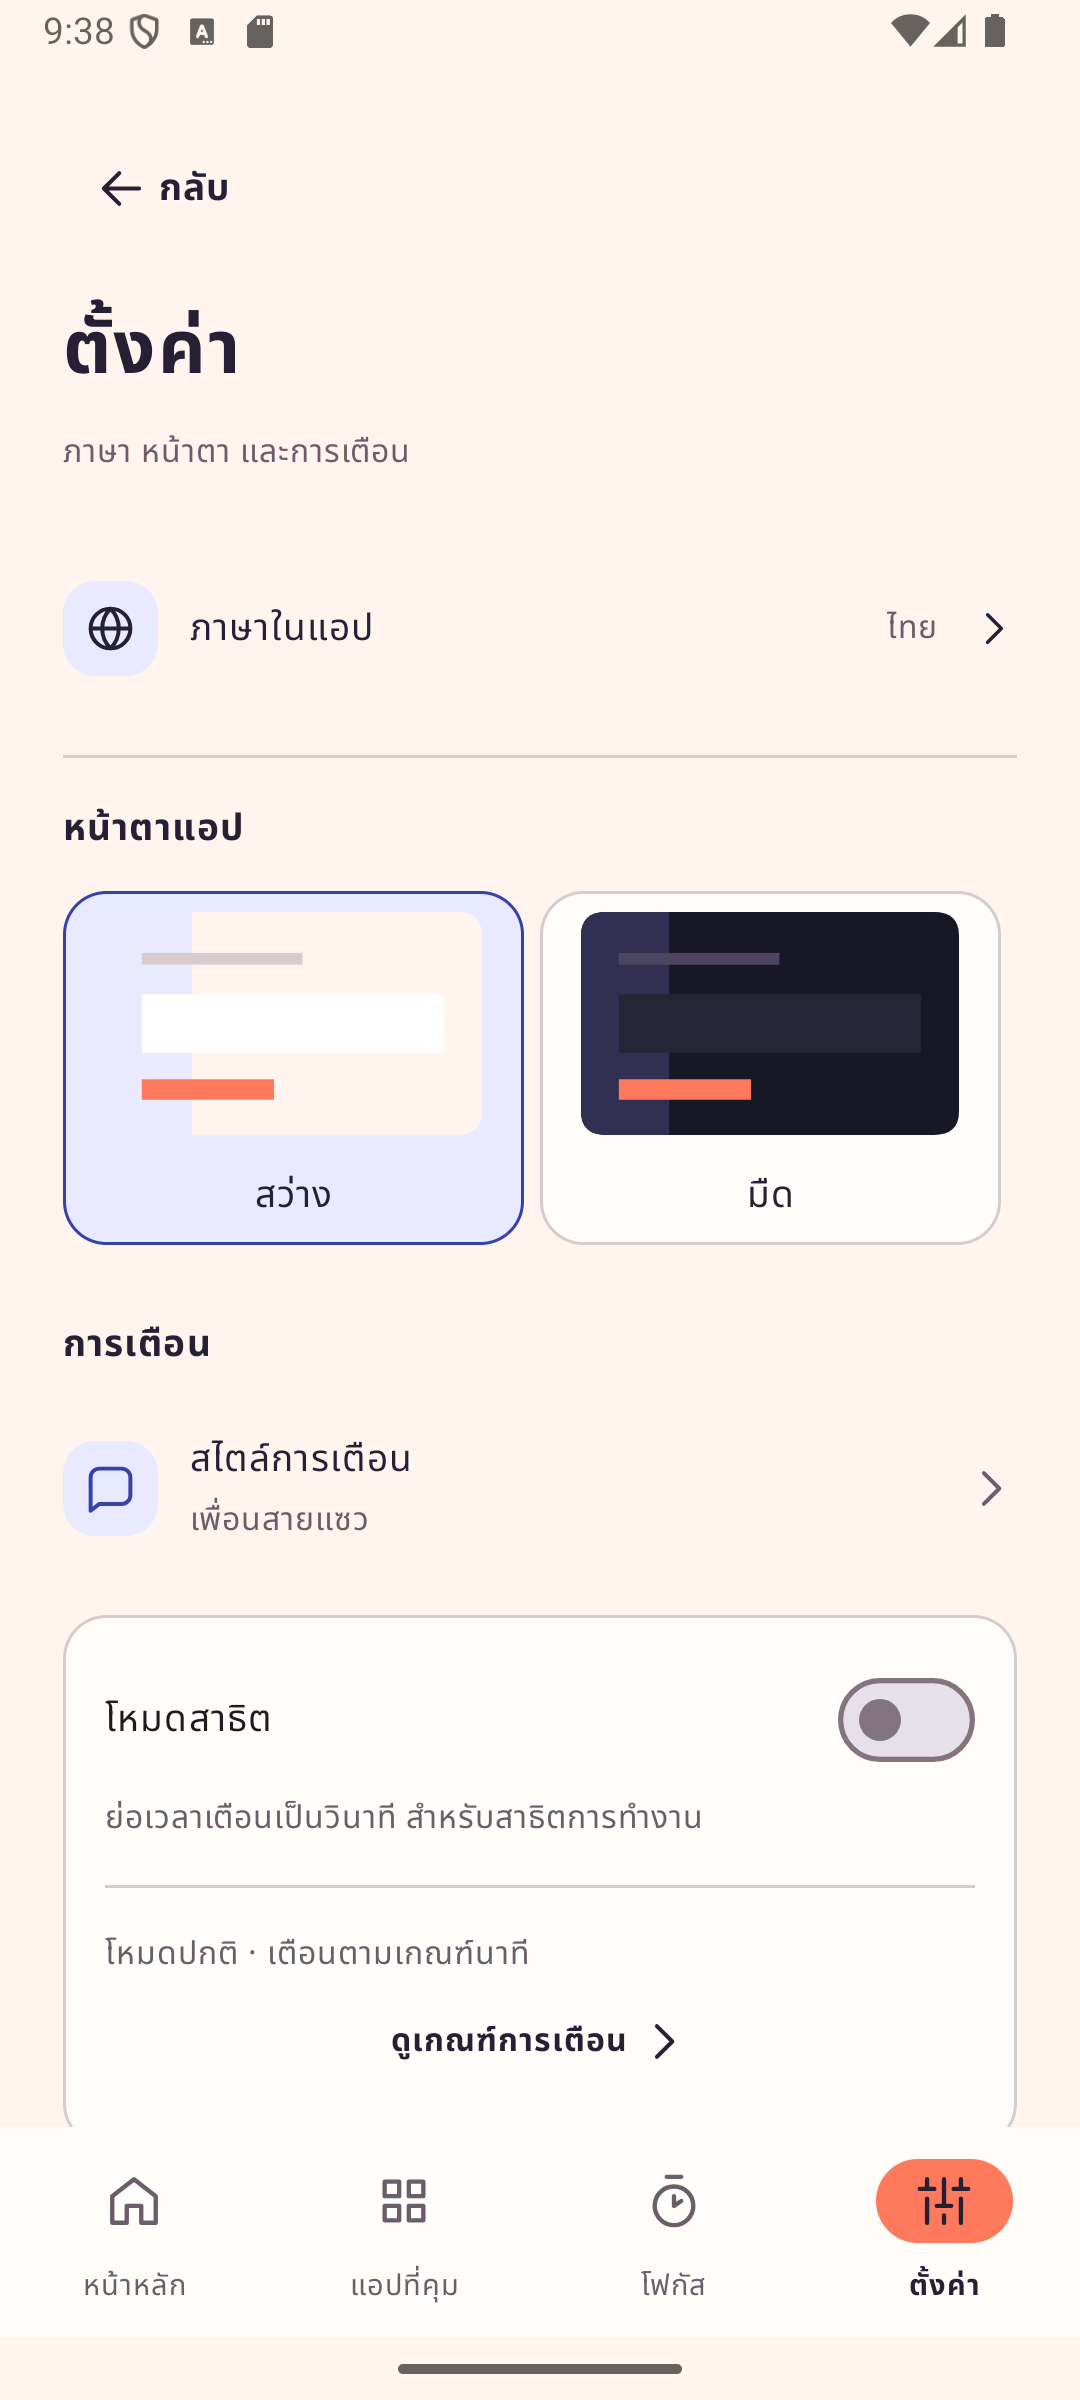 9:38
กลับ
ตั้งค่า
ภาษา หน้าตา และการเตือน
ภาษาในแอป
ไทย
หน้าตาแอป
สว่าง
มืด
การเตือน
สไตล์การเตือน
เพื่อนสายแซว
โหมดสาธิต
ย่อเวลาเตือนเป็นวินาที สำหรับสาธิตการทำงาน
โหมดปกติ · เตือนตามเกณฑ์นาที
ดูเกณฑ์การเตือน
หน้าหลัก
แอปที่คุม
โฟกัส
ตั้งค่า